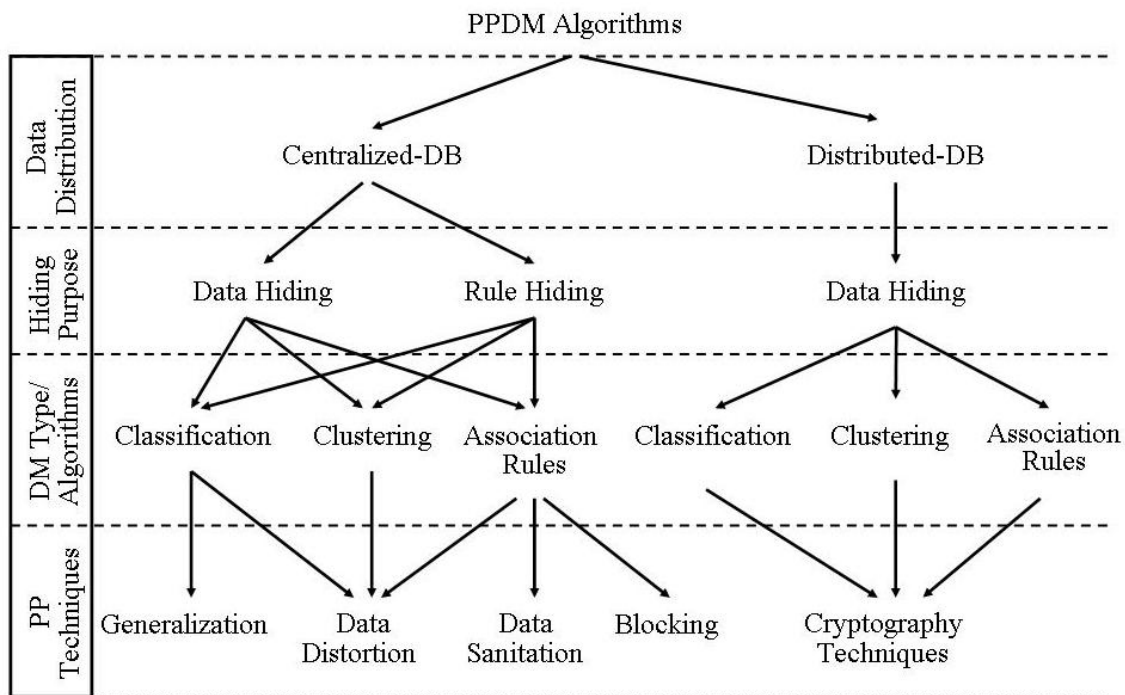 PPDM Algorithms
Data
Distribution
Centralized-DB
Distributed-DB
Hiding
Purpose
Data Hiding
Rule Hiding
Data Hiding
DM Type/
Algorithms
Classification
Clustering
Association
Rules
Classification
Clustering
Association
Rules
PP
Techniques
Generalization
Data
Distortion
Data
Sanitation
Blocking
Cryptography
Techniques